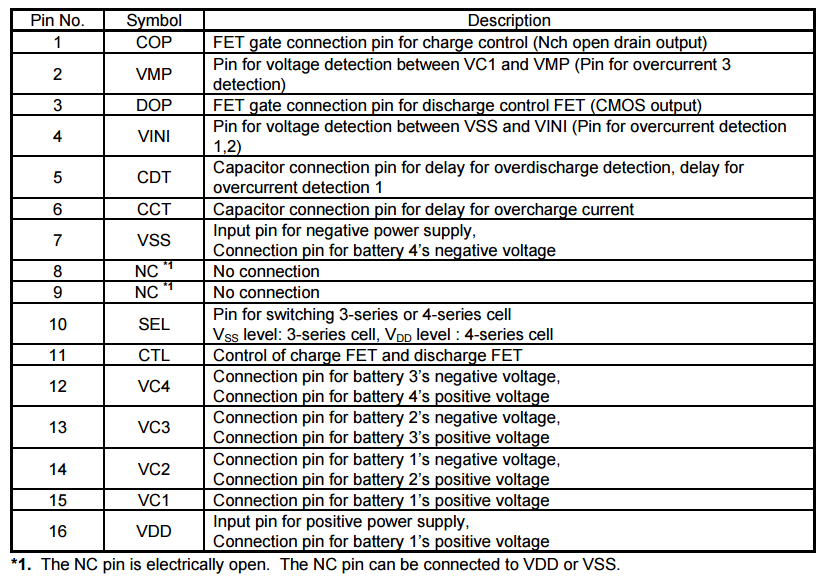 Pin No. Symbol Description
1 COP FET gate connection pin for charge control (Nch open drain output)
2 VMP Pin for voltage detection between VC1 and VMP (Pin for overcurrent 3
detection)
3 DOP FET gate connection pin for discharge control FET (CMOS output)
4 VINI Pin for voltage detection between VSS and VINI (Pin for overcurrent detection
1,2)
5 CDT Capacitor connection pin for delay for overdischarge detection, delay for
overcurrent detection 1
6 CCT Capacitor connection pin for delay for overcharge current
7 VSS Input pin for negative power supply,
Connection pin for battery 4’s negative voltage
8 NC *1 No connection
9 NC *1 No connection
10 SEL Pin for switching 3-series or 4-series cell
VSS level: 3-series cell, VDD level : 4-series cell
11 CTL Control of charge FET and discharge FET
12 VC4 Connection pin for battery 3’s negative voltage,
Connection pin for battery 4’s positive voltage
13 VC3 Connection pin for battery 2’s negative voltage,
Connection pin for battery 3’s positive voltage
14 VC2 Connection pin for battery 1’s negative voltage,
Connection pin for battery 2’s positive voltage
15 VC1 Connection pin for battery 1’s positive voltage
16 VDD Input pin for positive power supply,
Connection pin for battery 1’s positive voltage
*1. The NC pin is electrically open. The NC pin can be connected to VDD or VSS.